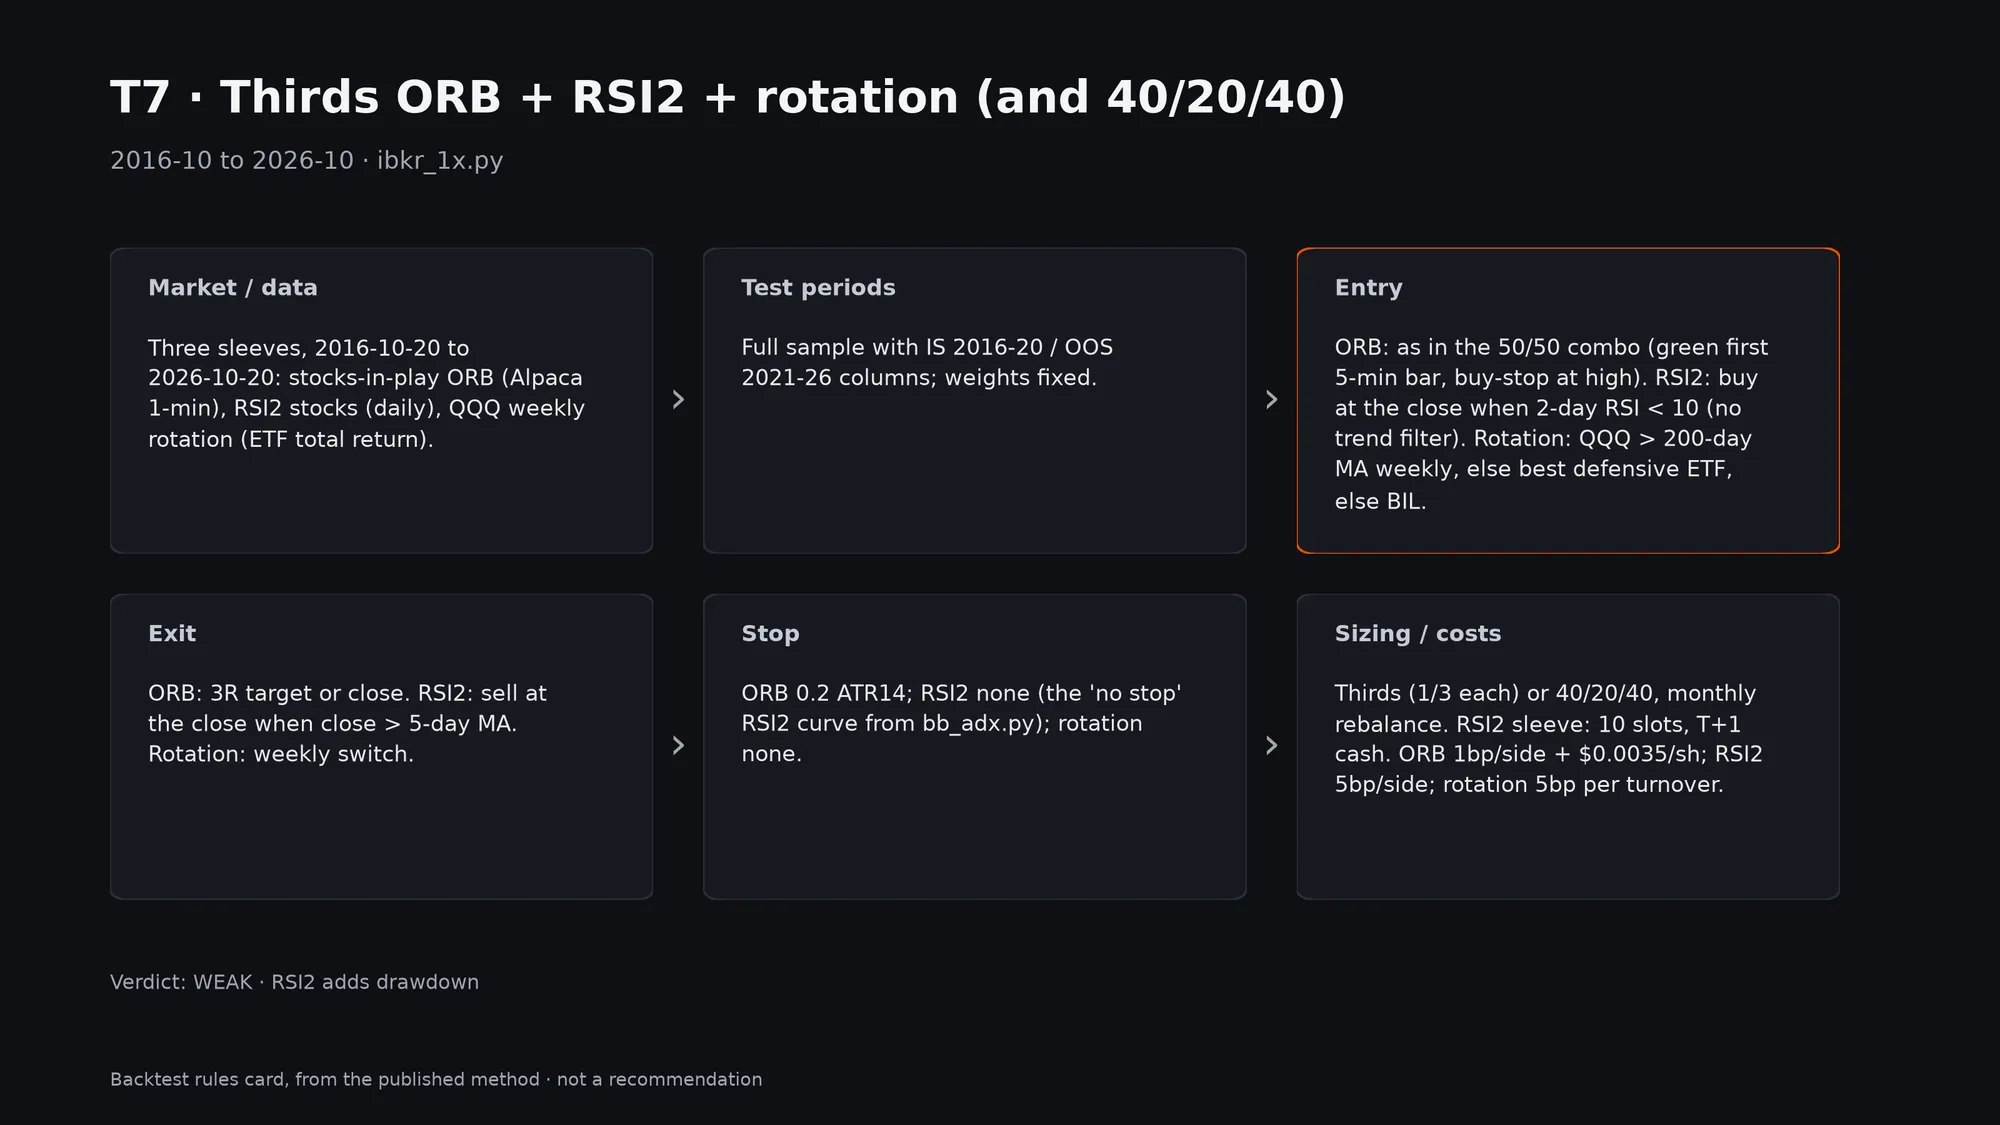 T7 · Thirds ORB + RSI2 + rotation (and 40/20/40)
2016-10 to 2026-10 · ibkr_1x.py
Market / data
Three sleeves, 2016-10-20 to
2026-10-20: stocks-in-play ORB (Alpaca
1-min), RSI2 stocks (daily), QQQ weekly
rotation (ETF total return).
›
Test periods
Full sample with IS 2016-20 / OOS
2021-26 columns; weights fixed.
›
Entry
ORB: as in the 50/50 combo (green first
5-min bar, buy-stop at high). RSI2: buy
at the close when 2-day RSI < 10 (no
trend filter). Rotation: QQQ > 200-day
MA weekly, else best defensive ETF,
else BIL.
Exit
ORB: 3R target or close. RSI2: sell at
the close when close > 5-day MA.
Rotation: weekly switch.
›
Stop
ORB 0.2 ATR14; RSI2 none (the 'no stop'
RSI2 curve from bb_adx.py); rotation
none.
›
Sizing / costs
Thirds (1/3 each) or 40/20/40, monthly
rebalance. RSI2 sleeve: 10 slots, T+1
cash. ORB 1bp/side + $0.0035/sh; RSI2
5bp/side; rotation 5bp per turnover.
Verdict: WEAK · RSI2 adds drawdown
Backtest rules card, from the published method · not a recommendation